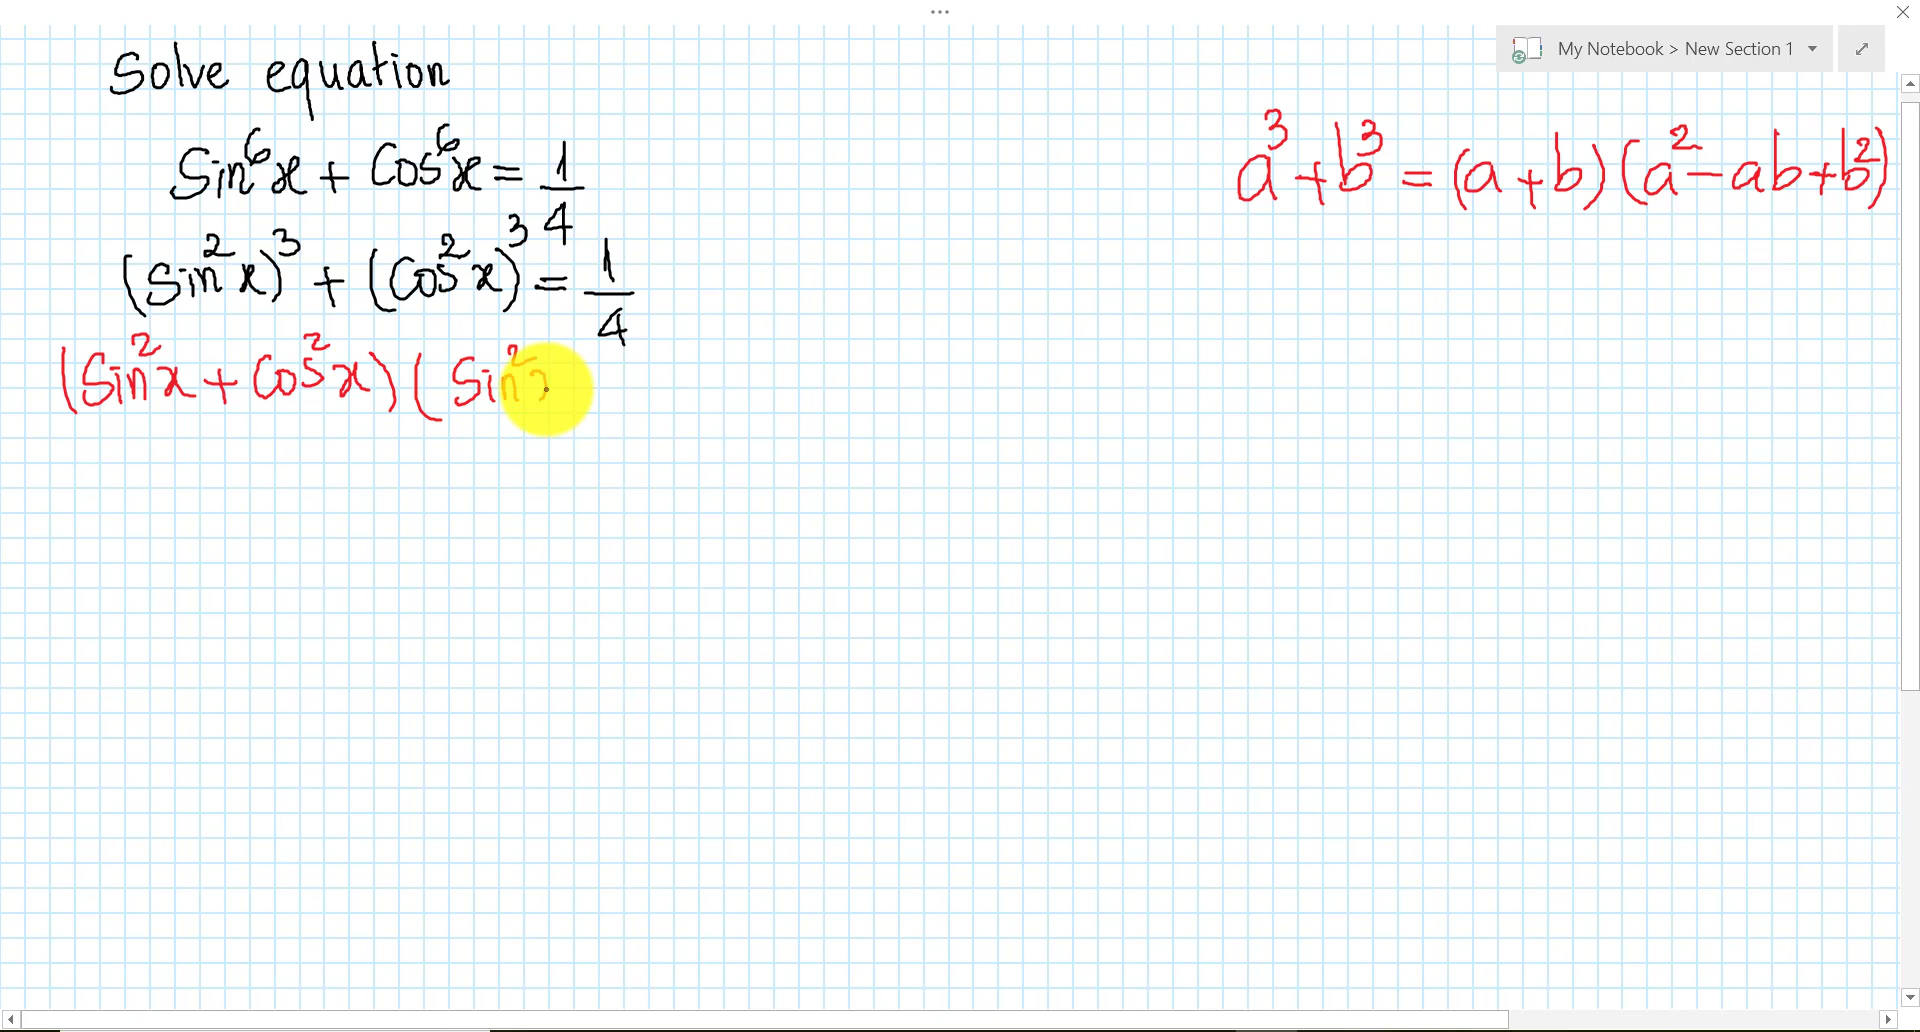 My Notebook > New Section 1
Solve equation
Sin⁶x + Cos⁶x = 1/4
a³ + b³ = (a + b)(a² - ab + b²)
(Sin²x)³ + (Cos²x)³ = 1/4
(Sin²x + Cos²x)(Sin²x